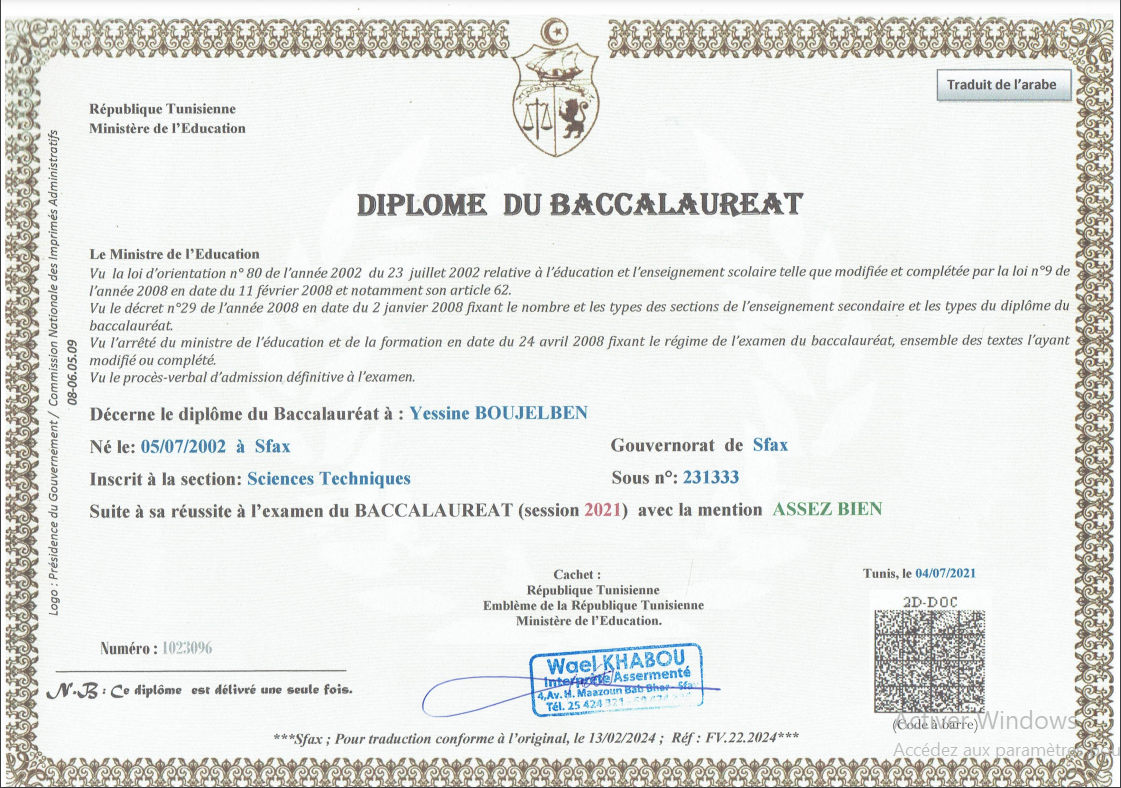 Traduit de l'arabe
République Tunisienne
Ministère de l'Education
Logo : Présidence du Gouvernement / Commission Nationale des Imprimés Administratifs
08-06.05.09
DIPLOME DU BACCALAUREAT
Le Ministre de l'Education
Vu la loi d'orientation n° 80 de l'année 2002 du 23 juillet 2002 relative à l'éducation et l'enseignement scolaire telle que modifiée et complétée par la loi n°9 de
l'année 2008 en date du 11 février 2008 et notamment son article 62.
Vu le décret n°29 de l'année 2008 en date du 2 janvier 2008 fixant le nombre et les types des sections de l'enseignement secondaire et les types du diplôme du
baccalauréat.
Vu l'arrêté du ministre de l'éducation et de la formation en date du 24 avril 2008 fixant le régime de l'examen du baccalauréat, ensemble des textes l'ayant
modifié ou complété.
Vu le procès-verbal d'admission définitive à l'examen.
Décerne le diplôme du Baccalauréat à : Yessine BOUJELBEN
Né le: 05/07/2002 à Sfax Gouvernorat de Sfax
Inscrit à la section: Sciences Techniques Sous n°: 231333
Suite à sa réussite à l'examen du BACCALAUREAT (session 2021) avec la mention ASSEZ BIEN
Cachet :
République Tunisienne
Emblème de la République Tunisienne
Ministère de l'Education.
Tunis, le 04/07/2021
2D-DOC
(Code à barre)
Numéro : 1023096
N.B : Ce diplôme est délivré une seule fois.
Wael KHABOU
Interprète Assermenté
4,Av. H. Maazoun Bab Bhar - Sfax
Tél. 25 424
***Sfax ; Pour traduction conforme à l'original, le 13/02/2024 ; Réf : FV.22.2024***
Activer Windows
Accédez aux paramètres